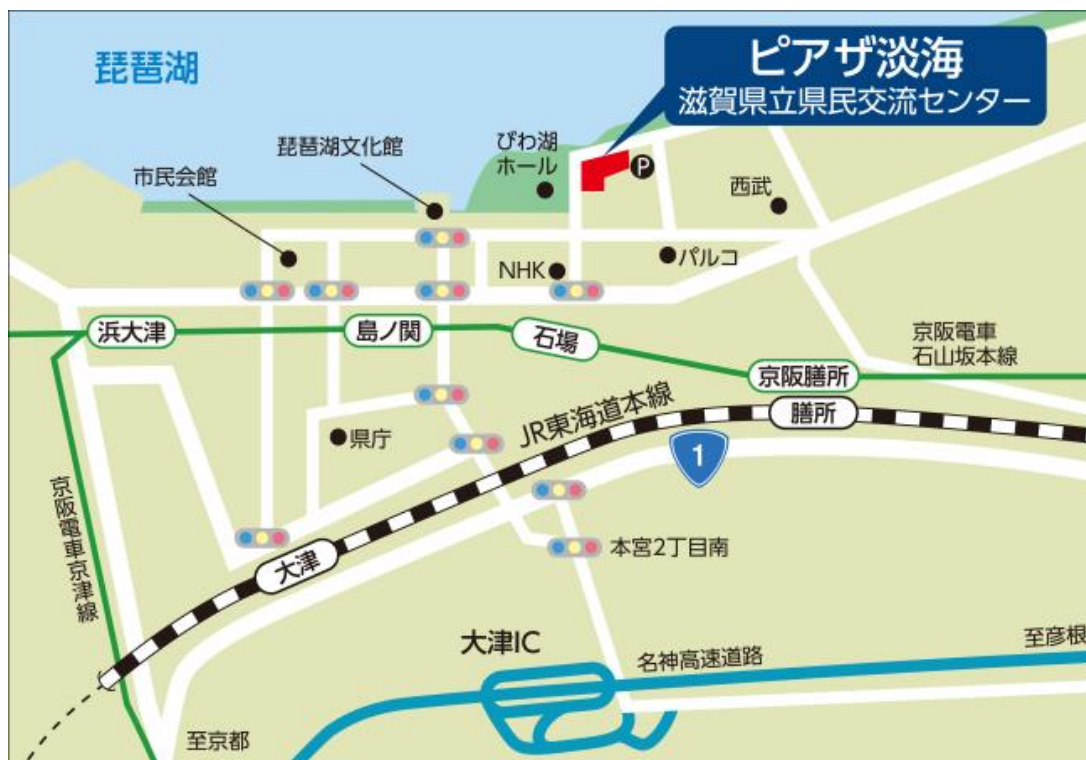 琵琶湖
ピアザ淡海
滋賀県立県民交流センター
びわ湖
ホール
琵琶湖文化館
市民会館
P
西武
パルコ
NHK
浜大津
島ノ関
石場
京阪電車
石山坂本線
京阪膳所
膳所
JR東海道本線
県庁
1
京阪電車京津線
大津
本宮2丁目南
大津IC
名神高速道路
至彦根
至京都